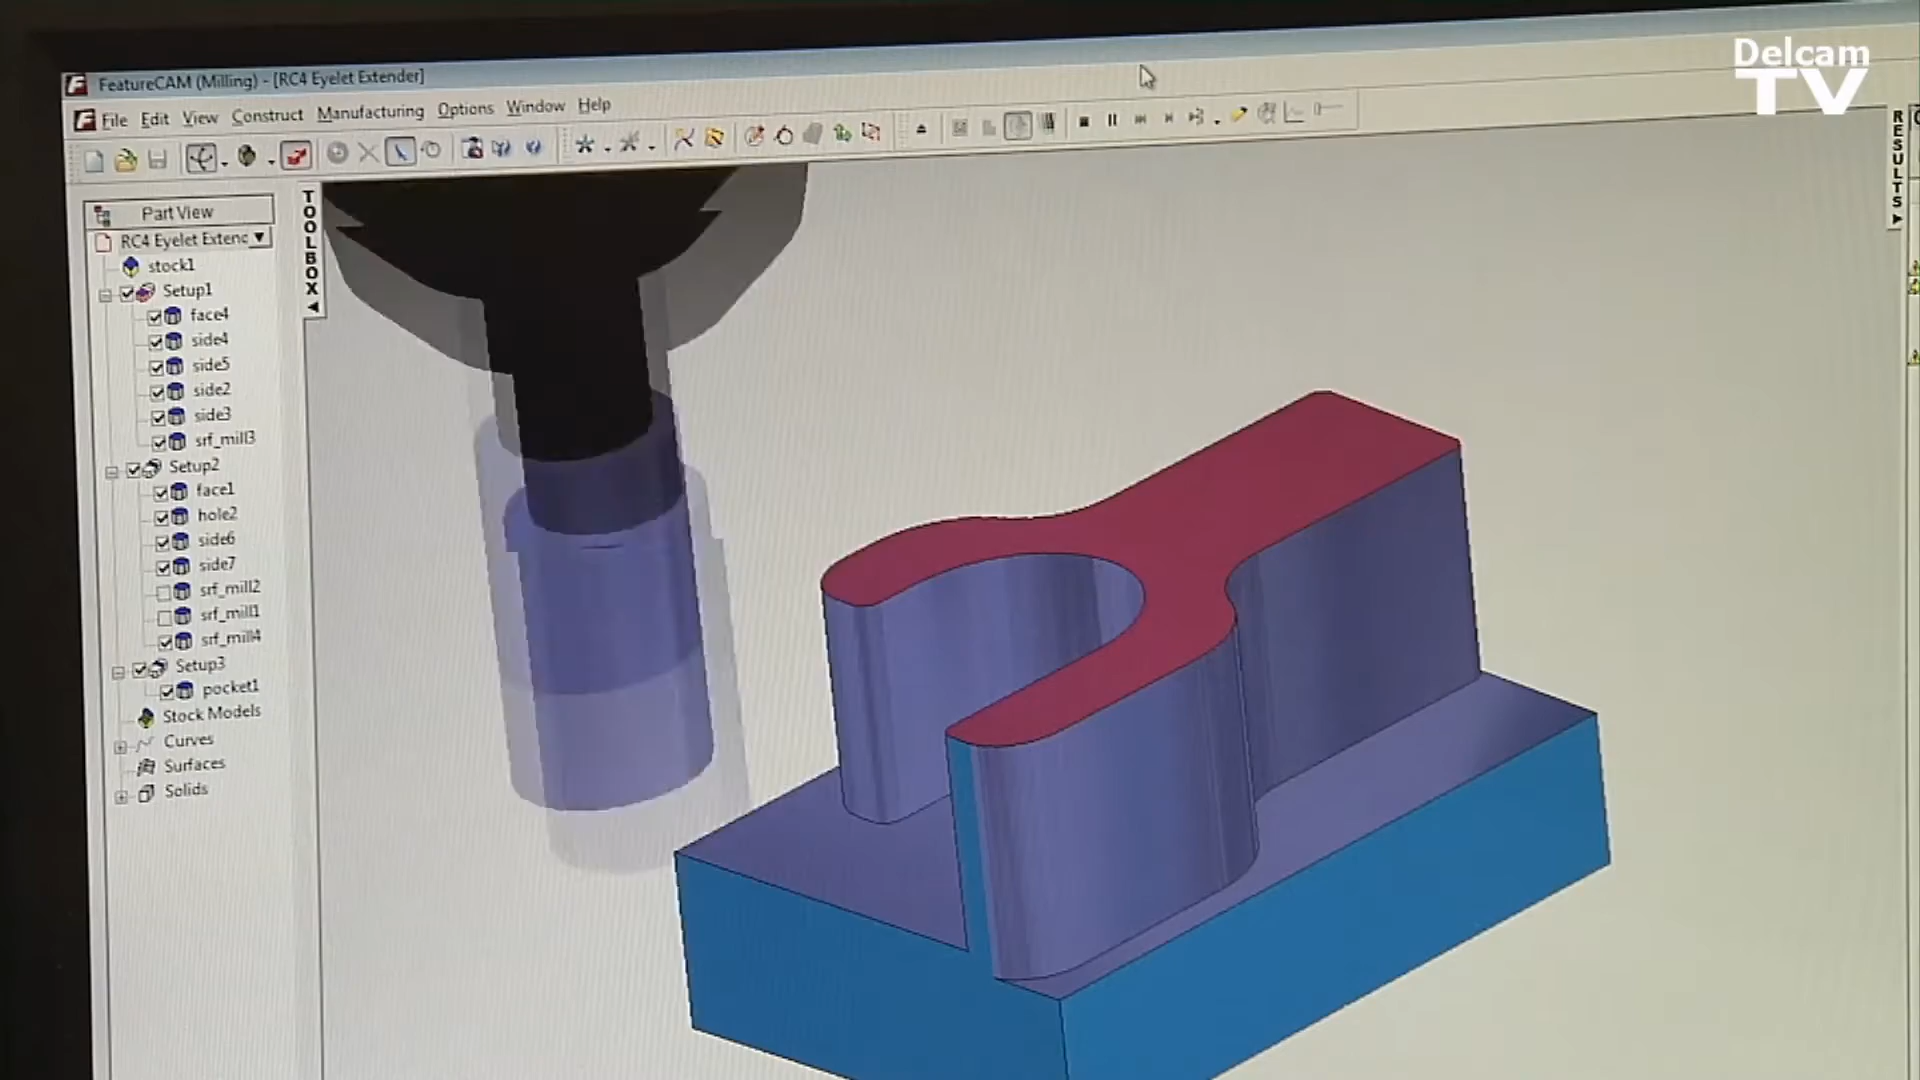 Delcam
TV
FeatureCAM (Milling) - [RC4 Eyelet Extender]
File Edit View Construct Manufacturing Options Window Help
Part View
RC4 Eyelet Extenc
stock1
Setup1
face4
side4
side5
side2
side3
srf_mill3
Setup2
face1
hole2
side6
side7
srf_mill2
srf_mill1
srf_mill4
Setup3
pocket1
Stock Models
Curves
Surfaces
Solids
TOOLBOX
RESULTS